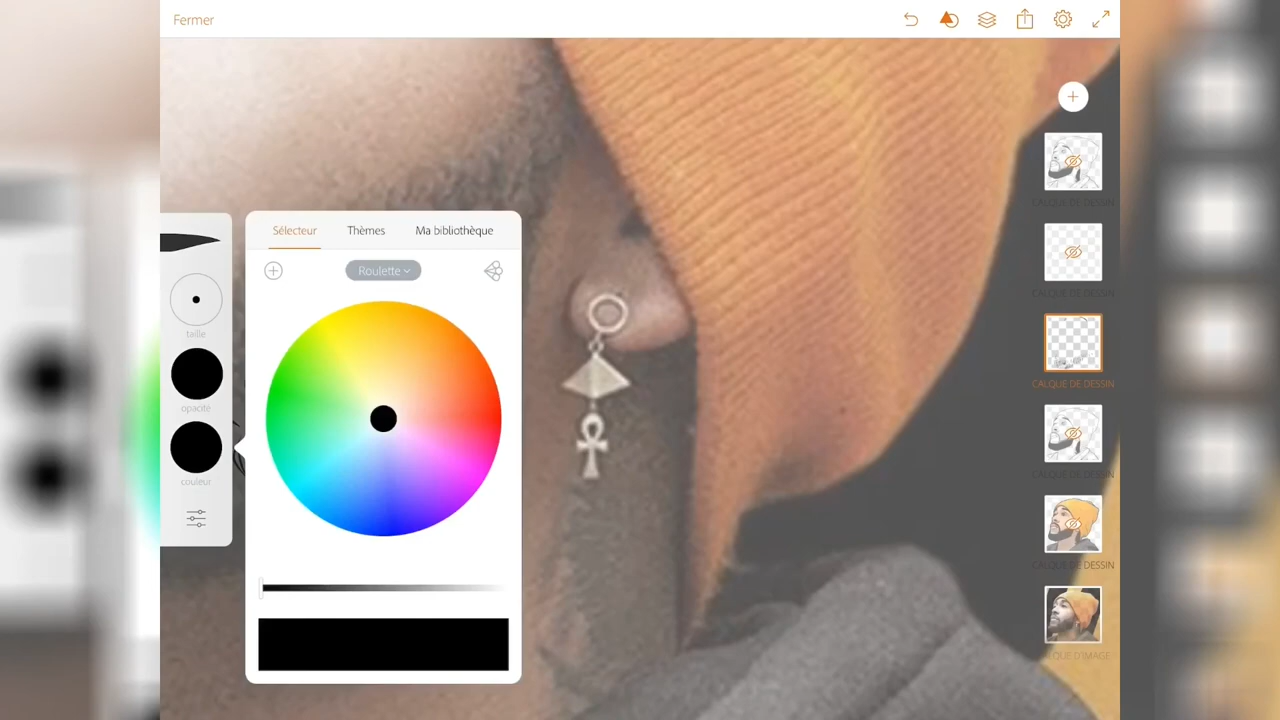 Fermer
Sélecteur Thèmes Ma bibliothèque
Roulette
taille
opacité
couleur
CALQUE DE DESSIN
CALQUE DE DESSIN
CALQUE DE DESSIN
CALQUE DE DESSIN
CALQUE DE DESSIN
CALQUE D'IMAGE